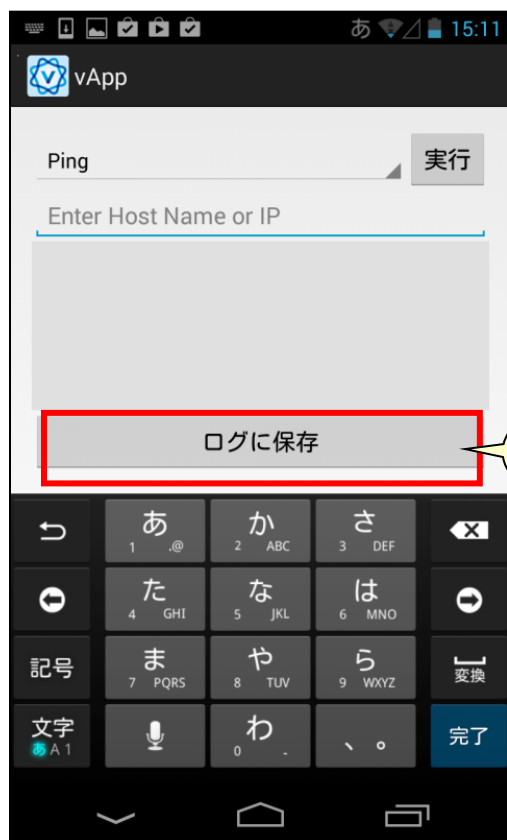 あ 15:11
vApp
Ping 実行
Enter Host Name or IP
ログに保存
あ 1 .@ か 2 ABC さ 3 DEF
た 4 GHI な 5 JKL は 6 MNO
記号 ま 7 PQRS や 8 TUV ら 9 WXYZ 変換
文字 あA1 わ 0 - 、。 完了